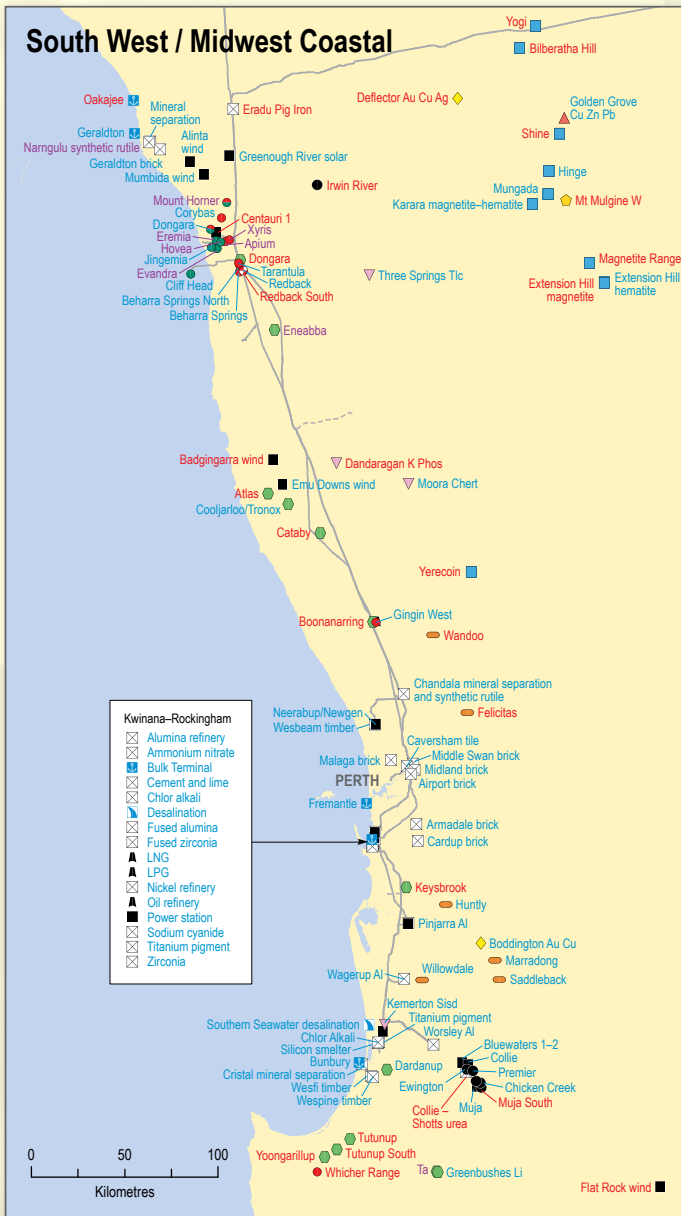 South West / Midwest Coastal
Yogi
Bilberatha Hill
Oakajee
Mineral
separation
Eradu Pig Iron
Deflector Au Cu Ag
Golden Grove
Cu Zn Pb
Geraldton
Shine
Narngulu synthetic rutile
Alinta
wind
Greenough River solar
Geraldton brick
Mumbida wind
Irwin River
Hinge
Mungada
Karara magnetite–hematite
Mt Mulgine W
Mount Horner
Corybas
Dongara
Centauri 1
Eremia
Xyris
Hovea
Apium
Jingemia
Evandra
Dongara
Cliff Head
Tarantula
Beharra Springs North
Redback
Beharra Springs
Redback South
Three Springs Tlc
Magnetite Range
Extension Hill
magnetite
Extension Hill
hematite
Eneabba
Badgingarra wind
Dandaragan K Phos
Emu Downs wind
Moora Chert
Atlas
Cooljarloo/Tronox
Cataby
Yerecoin
Boonanarring
Gingin West
Wandoo
Chandala mineral separation
and synthetic rutile
Neerabup/Newgen
Wesbeam timber
Felicitas
Caversham tile
Middle Swan brick
Malaga brick
Midland brick
Airport brick
PERTH
Fremantle
Armadale brick
Cardup brick
Kwinana–Rockingham
Alumina refinery
Ammonium nitrate
Bulk Terminal
Cement and lime
Chlor alkali
Desalination
Fused alumina
Fused zirconia
LNG
LPG
Nickel refinery
Oil refinery
Power station
Sodium cyanide
Titanium pigment
Zirconia
Keysbrook
Huntly
Pinjarra Al
Boddington Au Cu
Marradong
Wagerup Al
Willowdale
Saddleback
Kemerton Sisd
Southern Seawater desalination
Titanium pigment
Chlor Alkali
Worsley Al
Silicon smelter
Bunbury
Bluewaters 1–2
Cristal mineral separation
Dardanup
Collie
Wesfi timber
Ewington
Premier
Wespine timber
Chicken Creek
Collie –
Shotts urea
Muja
Muja South
Tutunup
Tutunup South
Yoongarillup
Whicher Range
Ta
Greenbushes Li
Flat Rock wind
0 50 100
Kilometres